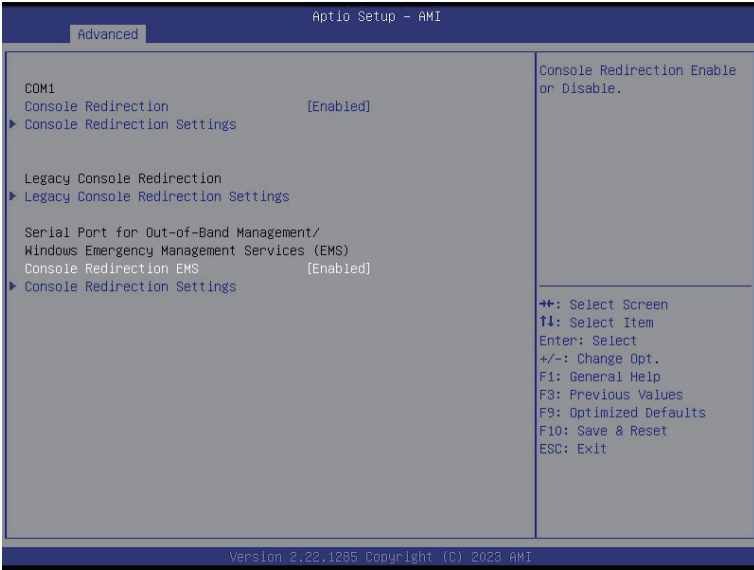 Aptio Setup – AMI
Advanced
COM1
Console Redirection [Enabled]
Console Redirection Settings
Legacy Console Redirection
Legacy Console Redirection Settings
Serial Port for Out-of-Band Management/
Windows Emergency Management Services (EMS)
Console Redirection EMS [Enabled]
Console Redirection Settings
Console Redirection Enable
or Disable.
→←: Select Screen
↑↓: Select Item
Enter: Select
+/-: Change Opt.
F1: General Help
F3: Previous Values
F9: Optimized Defaults
F10: Save & Reset
ESC: Exit
Version 2.22.1285 Copyright (C) 2023 AMI